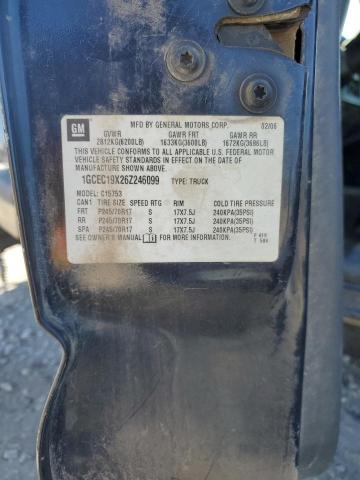 GM
MFD BY GENERAL MOTORS CORP. 02/06
GVWR GAWR FRT GAWR RR
2812KG(6200LB) 1633KG(3600LB) 1672KG(3686LB)
THIS VEHICLE CONFORMS TO ALL APPLICABLE U.S. FEDERAL MOTOR
VEHICLE SAFETY STANDARDS IN EFFECT ON THE DATE OF
MANUFACTURE SHOWN ABOVE.
1GCEC19X26Z246099 TYPE: TRUCK
MODEL: C15753
CAN1 TIRE SIZE SPEED RTG RIM COLD TIRE PRESSURE
FRT P245/70R17 S 17X7.5J 240KPA(35PSI)
RR P245/70R17 S 17X7.5J 240KPA(35PSI)
SPA P245/70R17 S 17X7.5J 240KPA(35PSI)
SEE OWNER'S MANUAL FOR MORE INFORMATION.